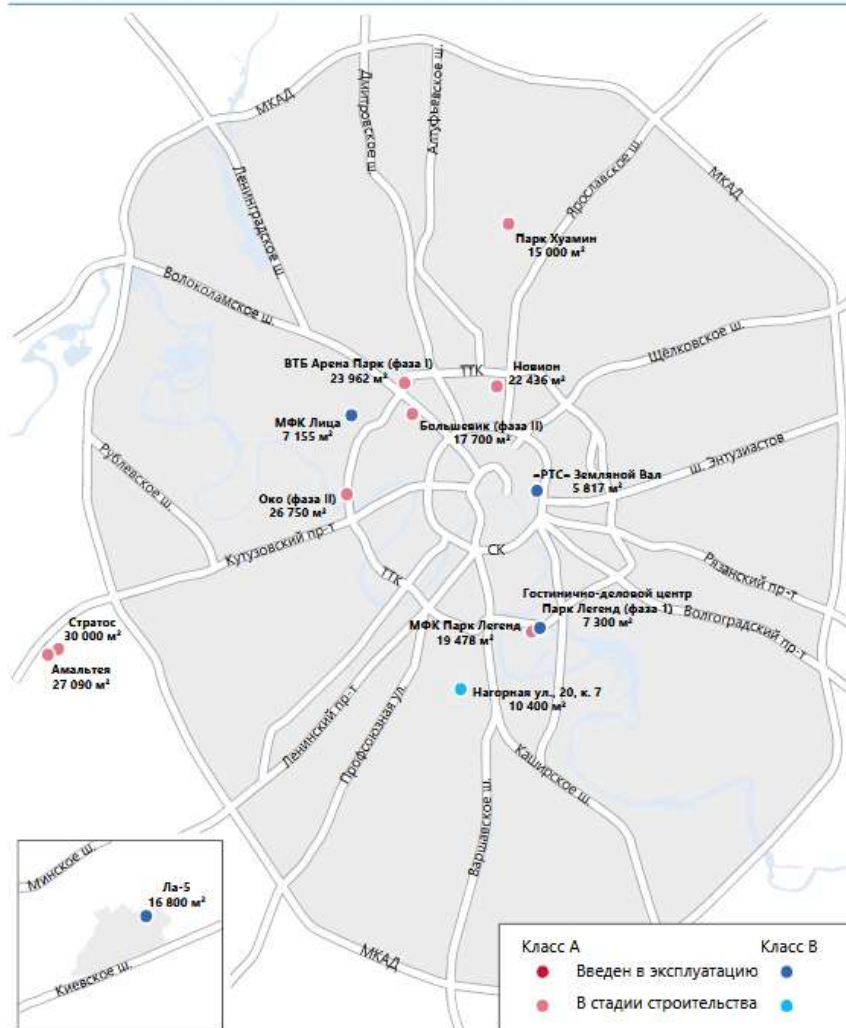 МКАД
Дмитровское ш.
Алтуфьевское ш.
Ярославское ш.
МКАД
Ленинградское ш.
Волоколамское ш.
Парк Хуамин
15 000 м²
Щёлковское ш.
ВТБ Арена Парк (фаза I)
23 962 м²
ТТК
Новион
22 436 м²
МФК Лица
7 155 м²
Большевик (фаза II)
17 700 м²
Рублевское ш.
ш. Энтузиастов
«РТС» Земляной Вал
5 817 м²
Око (фаза II)
26 750 м²
Кутузовский пр-т
СК
ТТК
Рязанский пр-т
Волгоградский пр-т
Гостинично-деловой центр
Парк Легенд (фаза 1)
7 300 м²
МФК Парк Легенд
19 478 м²
Стратос
30 000 м²
Амальтея
27 090 м²
Нагорная ул., 20, к. 7
10 400 м²
Ленинский пр-т
Профсоюзная ул.
Варшавское ш.
Каширское ш.
МКАД
Минское ш.
Ла-5
16 800 м²
Киевское ш.
Класс А Класс В
Введен в эксплуатацию
В стадии строительства